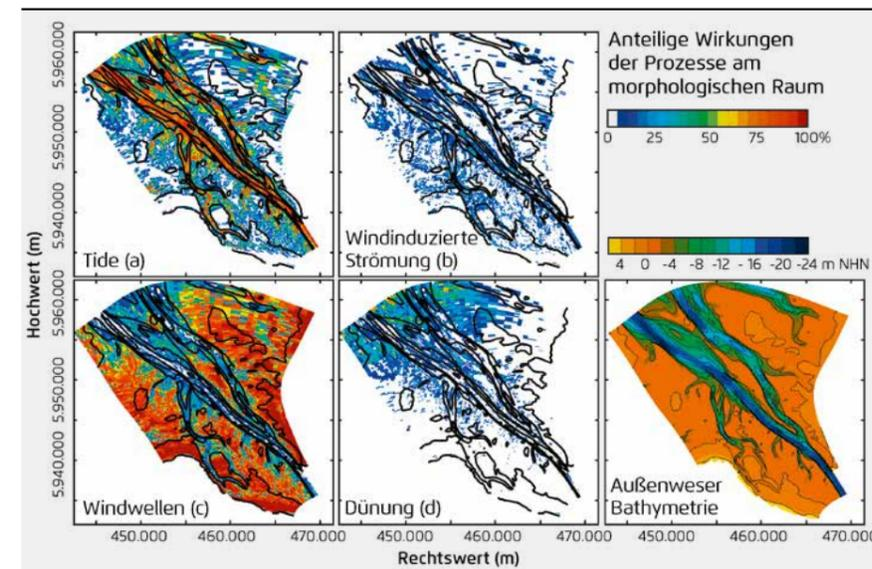 Anteilige Wirkungen
der Prozesse am
morphologischen Raum
0 25 50 75 100%
4 0 -4 -8 -12 - 16 -20 -24 m NHN
Hochwert (m)
5.960.000
5.950.000
5.940.000
5.960.000
5.950.000
5.940.000
Tide (a)
Windinduzierte
Strömung (b)
Windwellen (c)
Dünung (d)
Außenweser
Bathymetrie
450.000 460.000 470.000
450.000 460.000 470.000
450.000 460.000 470.000
Rechtswert (m)